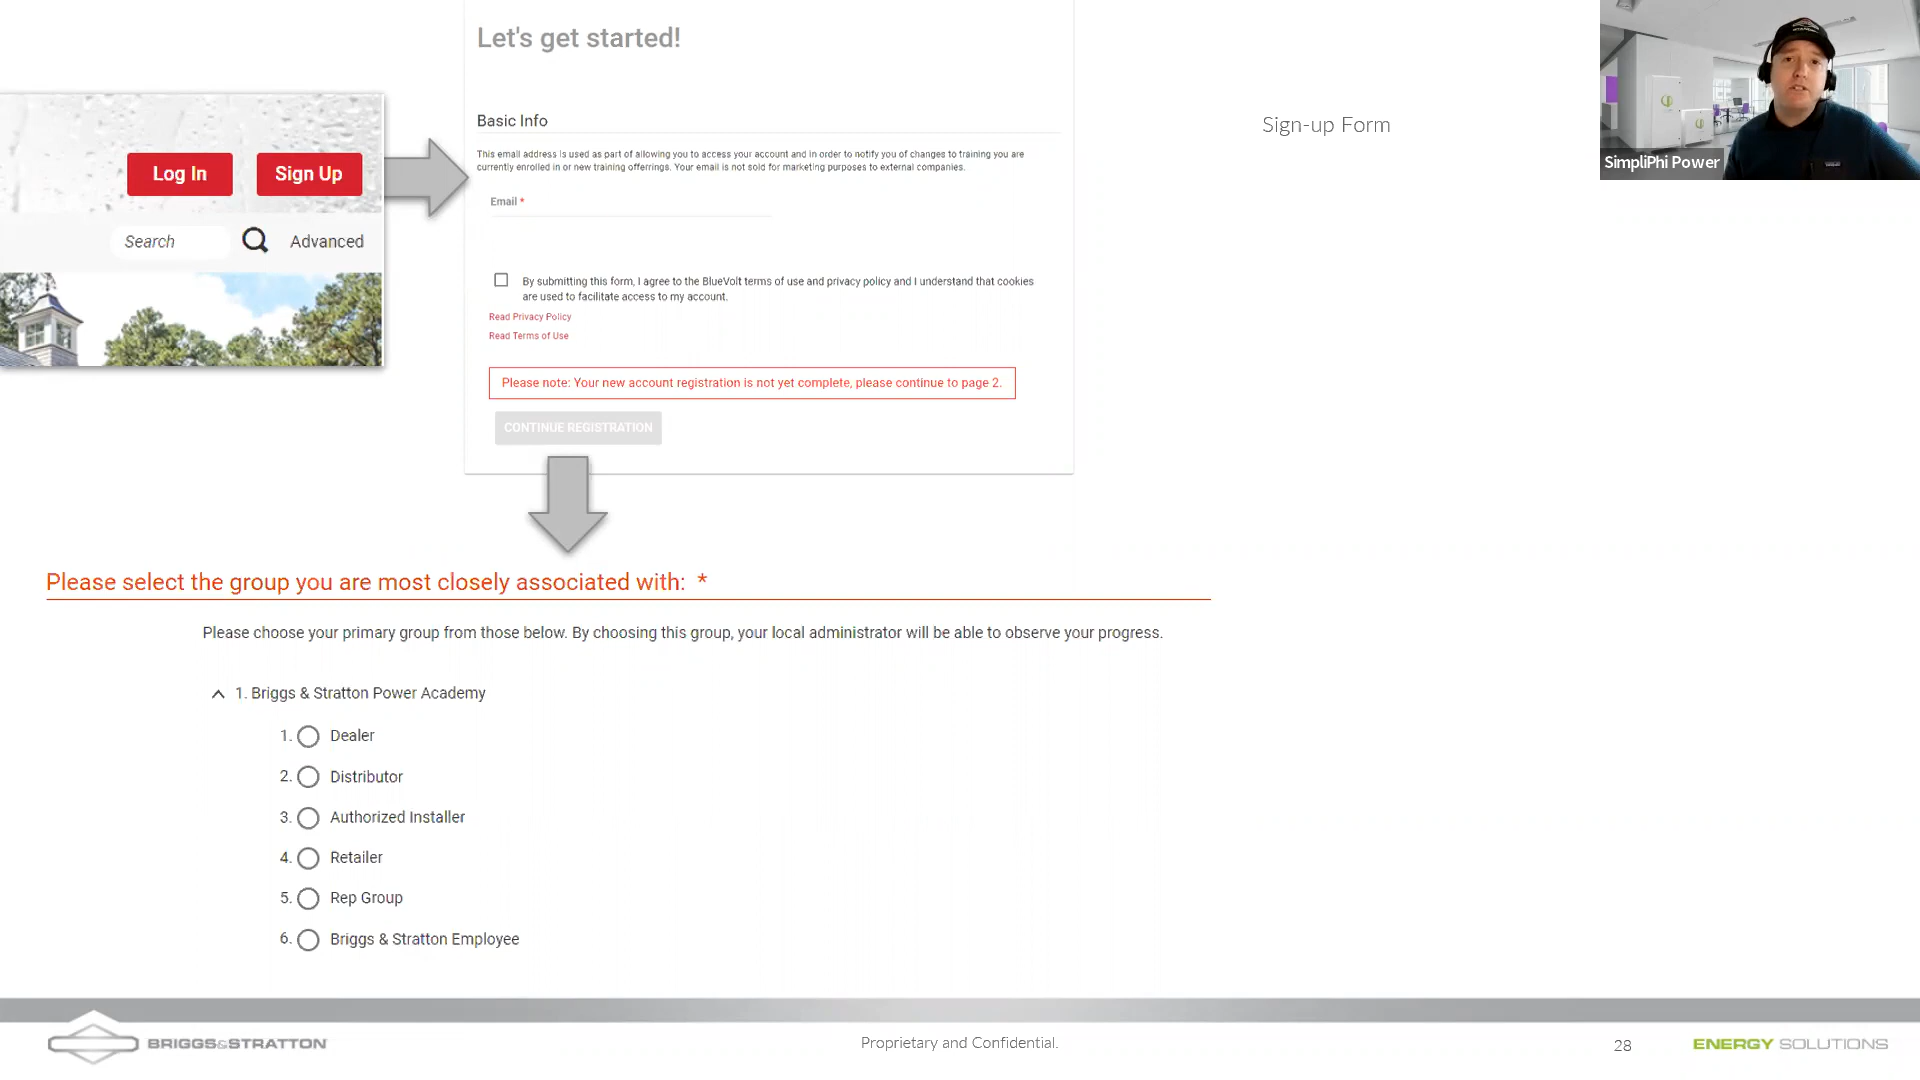 Let's get started!
Basic Info
This email address is used as part of allowing you to access your account and in order to notify you of changes to training you are
currently enrolled in or new training offerrings. Your email is not sold for marketing purposes to external companies.
Email *
By submitting this form, I agree to the BlueVolt terms of use and privacy policy and I understand that cookies
are used to facilitate access to my account.
Read Privacy Policy
Read Terms of Use
Please note: Your new account registration is not yet complete, please continue to page 2.
CONTINUE REGISTRATION
Log In
Sign Up
Search
Advanced
Sign-up Form
SimpliPhi Power
Please select the group you are most closely associated with: *
Please choose your primary group from those below. By choosing this group, your local administrator will be able to observe your progress.
1. Briggs & Stratton Power Academy
1. Dealer
2. Distributor
3. Authorized Installer
4. Retailer
5. Rep Group
6. Briggs & Stratton Employee
BRIGGS&STRATTON
Proprietary and Confidential.
28
ENERGY SOLUTIONS